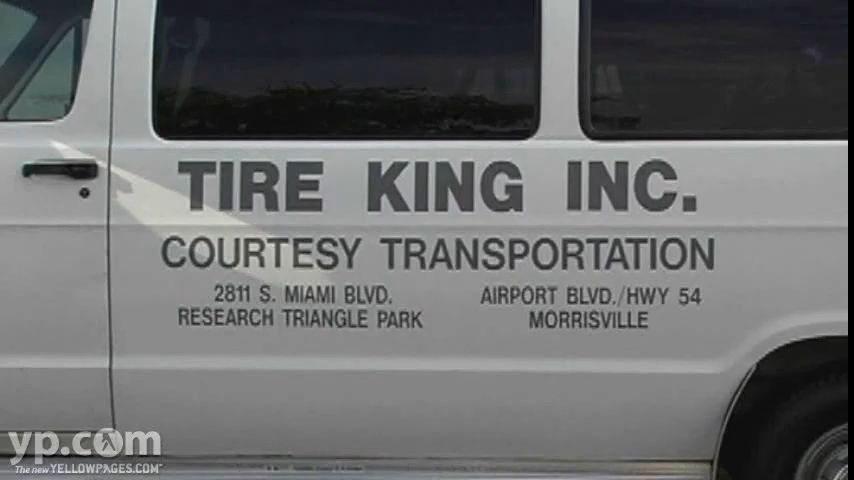 TIRE KING INC.
COURTESY TRANSPORTATION
2811 S. MIAMI BLVD.
RESEARCH TRIANGLE PARK
AIRPORT BLVD./HWY 54
MORRISVILLE
yp.com
The new YELLOWPAGES.COM